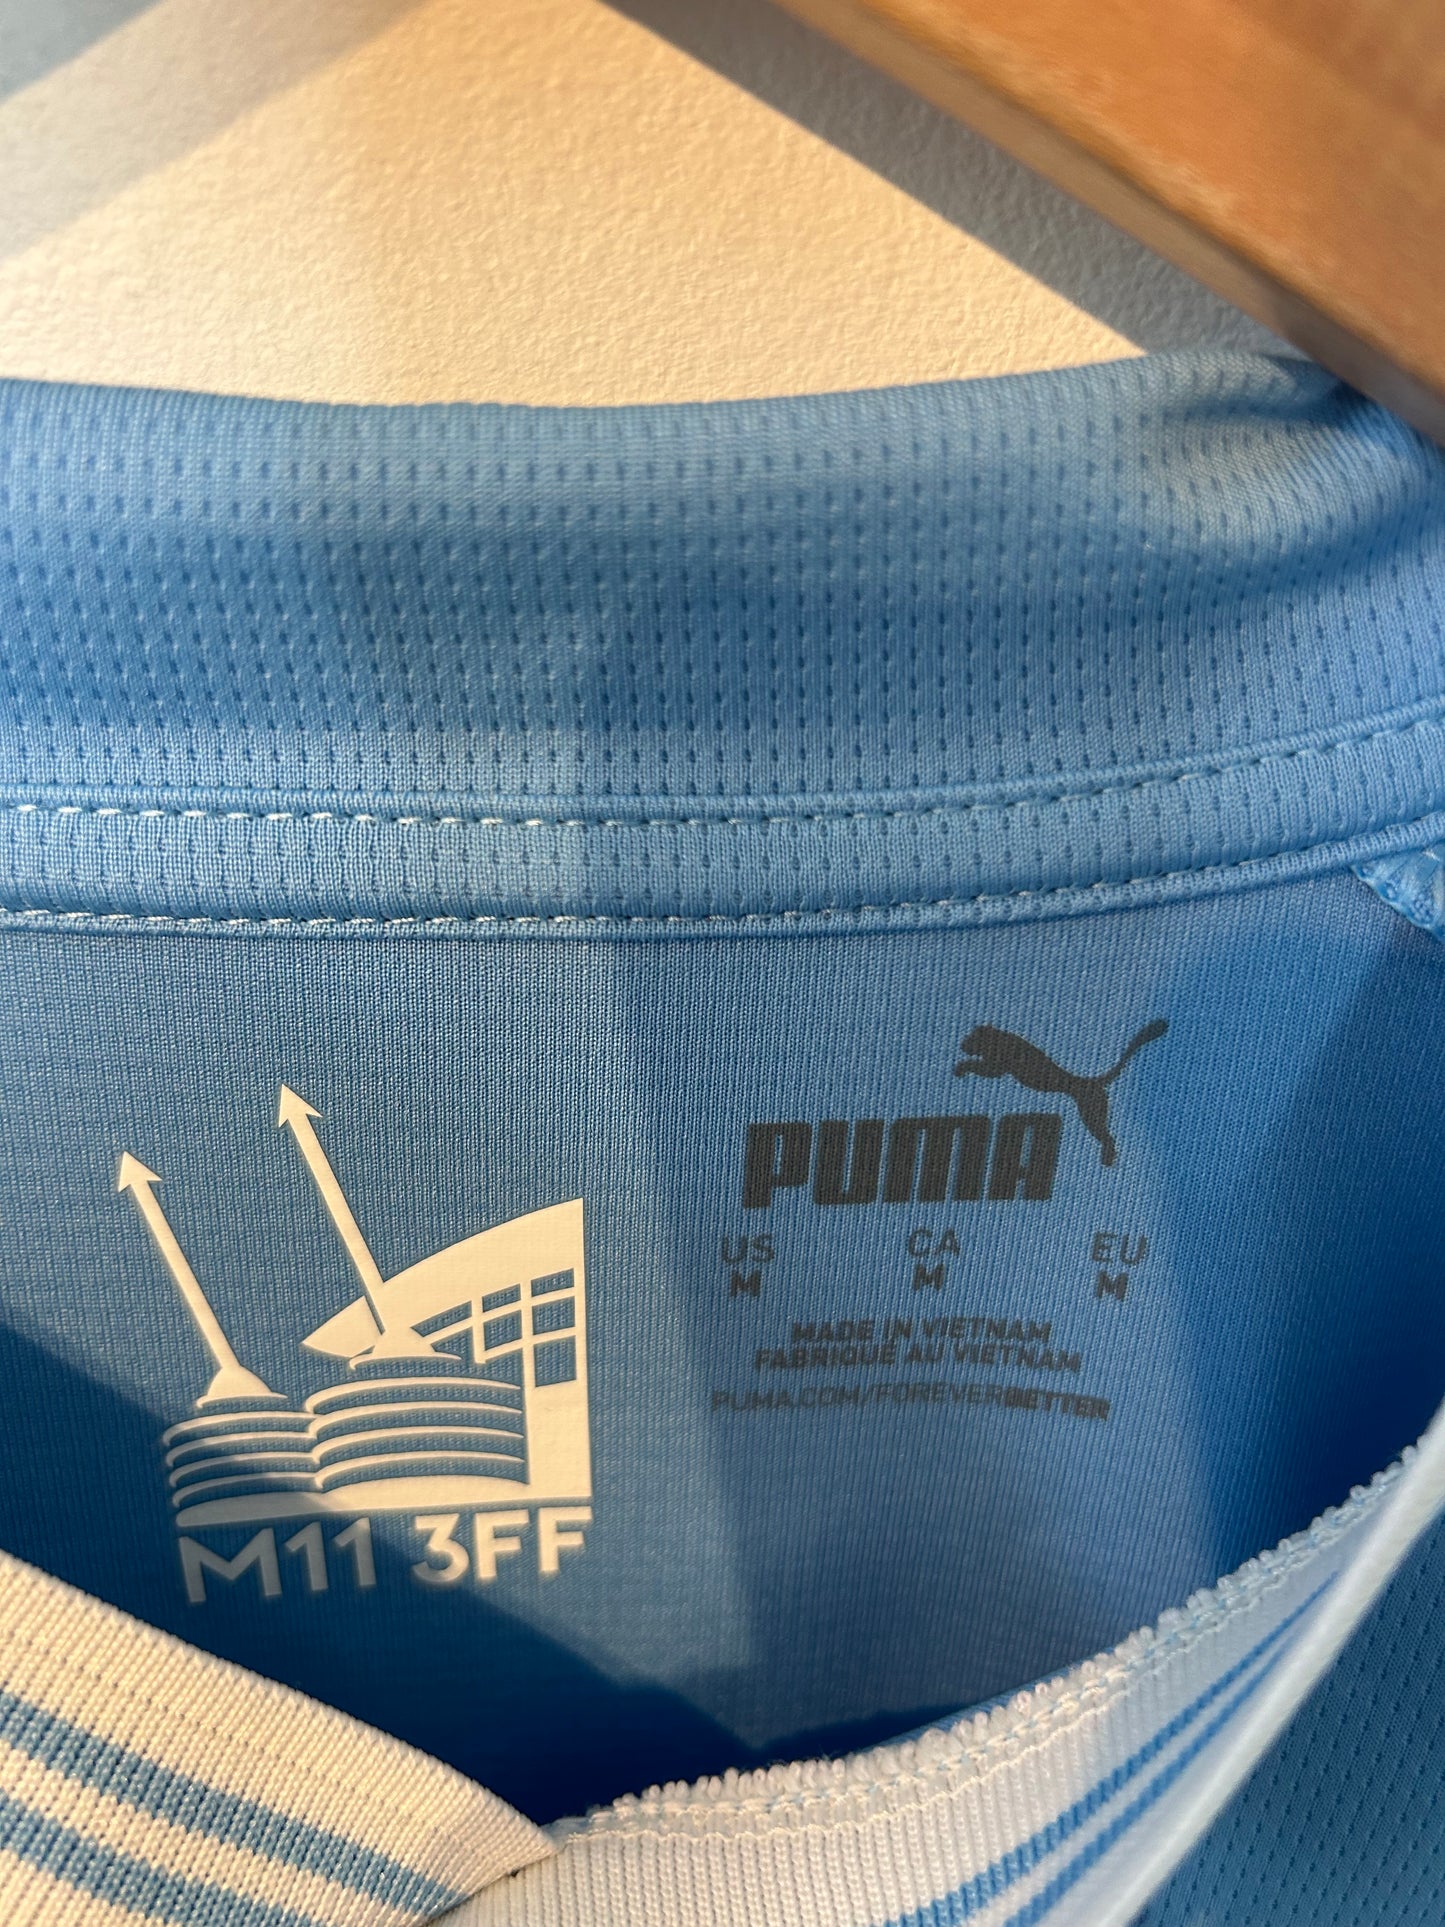 M11 3FF
PUMA
US CA EU
M M M
MADE IN VIETNAM
FABRIQUÉ AU VIETNAM
PUMA.COM/FOREVERBETTER